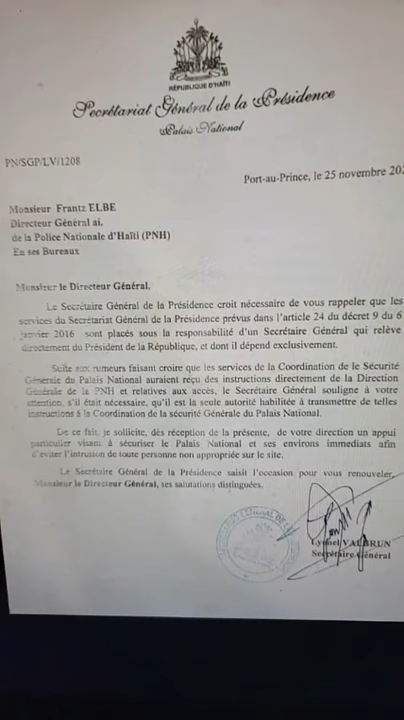 RÉPUBLIQUE D'HAÏTI
Secrétariat Général de la Présidence
Palais National
PN/SGP/LV/1208
Port-au-Prince, le 25 novembre 202
Monsieur Frantz ELBE
Directeur Général ai.
de la Police Nationale d'Haïti (PNH)
En ses Bureaux
Monsieur le Directeur Général,
Le Secrétaire Général de la Présidence croit nécessaire de vous rappeler que les
services du Secrétariat Général de la Présidence prévus dans l'article 24 du décret 9 du 6
janvier 2016 sont placés sous la responsabilité d'un Secrétaire Général qui relève
directement du Président de la République, et dont il dépend exclusivement.
Suite aux rumeurs faisant croire que les services de la Coordination de le Sécurité
Générale du Palais National auraient reçu des instructions directement de la Direction
Générale de la PNH et relatives aux accès, le Secrétaire Général souligne à votre
attention, s'il était nécessaire, qu'il est la seule autorité habilitée à transmettre de telles
instructions à la Coordination de la sécurité Générale du Palais National.
De ce fait, je sollicite, dès réception de la présente, de votre direction un appui
particulier visant à sécuriser le Palais National et ses environs immediats afin
d'éviter l'intrusion de toute personne non appropriée sur le site.
Le Secrétaire Général de la Présidence saisit l'occasion pour vous renouveler,
Monsieur le Directeur Général, ses salutations distinguées.
VALBRUN
Secrétaire Général